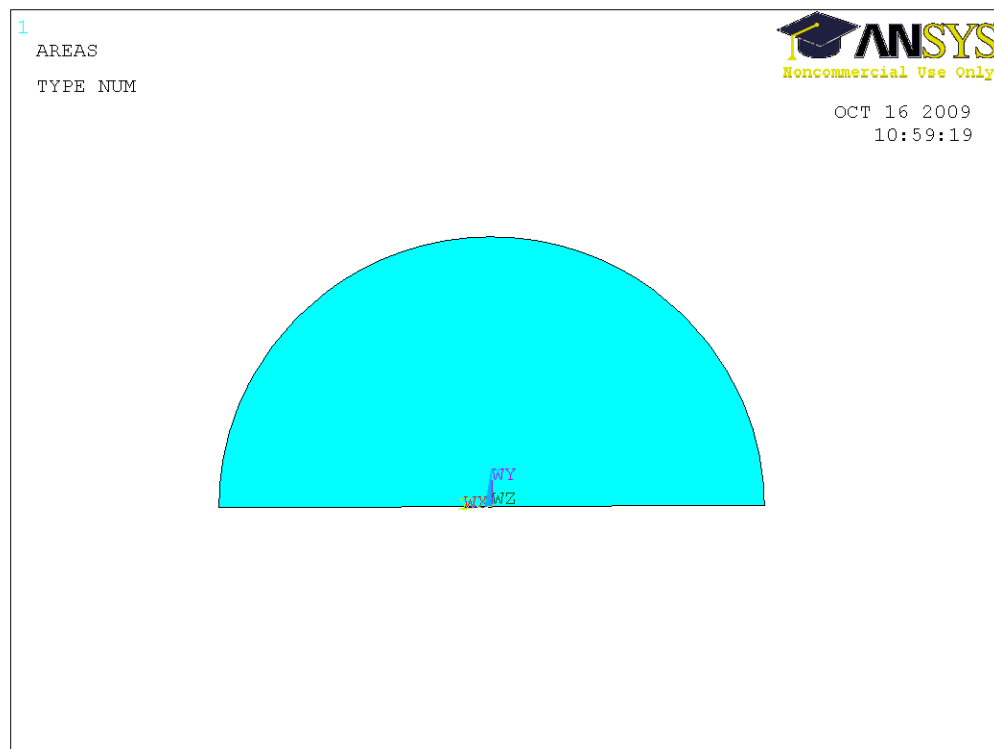 1
AREAS
TYPE NUM
ANSYS
Noncommercial Use Only
OCT 16 2009
10:59:19
WY
WX WZ